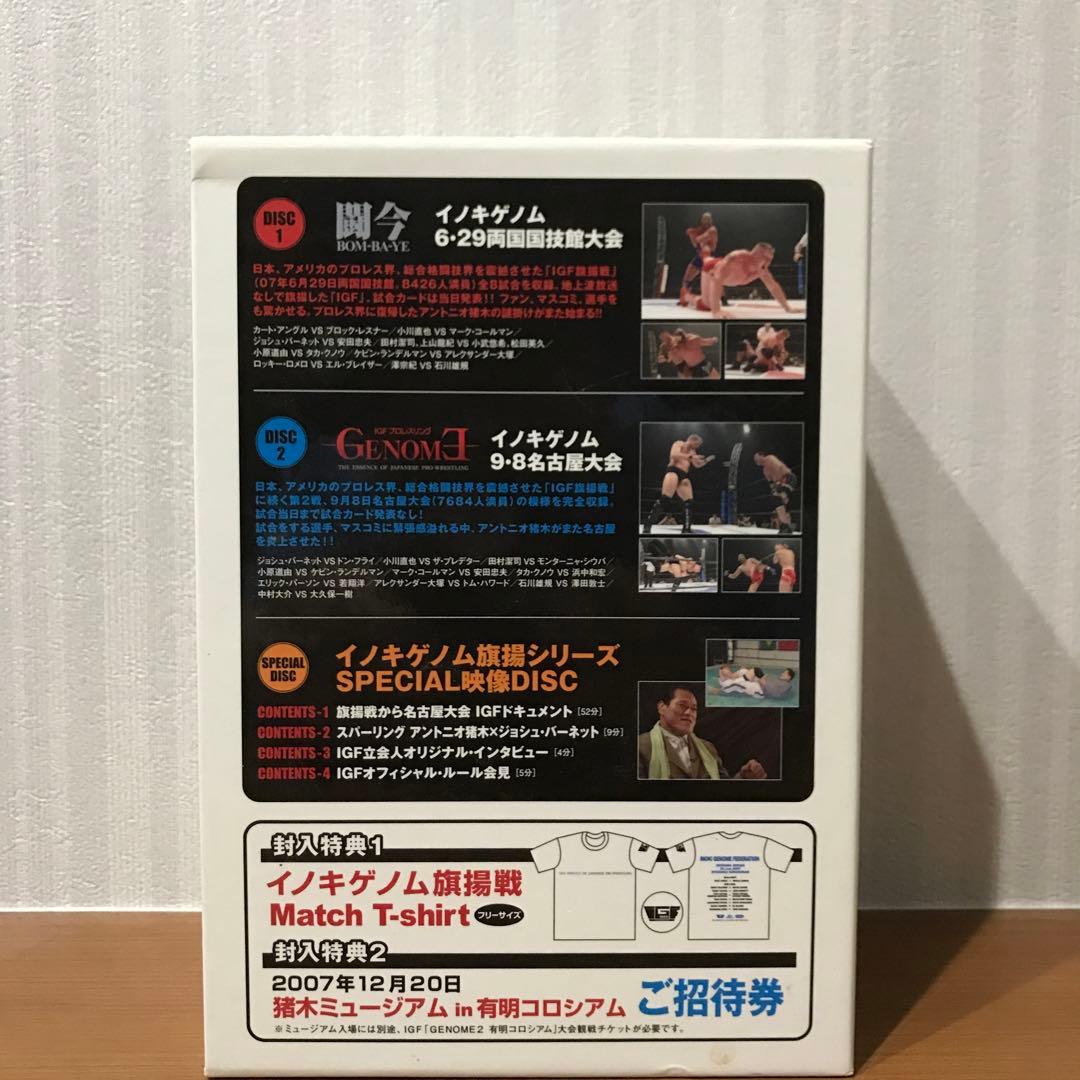 DISC 1
闘今
BOM-BA-YE
イノキゲノム
6・29両国国技館大会
日本、アメリカのプロレス界、総合格闘技界を震撼させた「IGF旗揚戦」
(07年6月29日両国国技館。8426人満員)全8試合を収録。地上波放送
なしで旗揚した「IGF」。試合カードは当日発表!!ファン、マスコミ、選手を
も驚かせる。プロレス界に復帰したアントニオ猪木の謎掛けがまた始まる!!
カート・アングル VS ブロック・レスナー/小川直也 VS マーク・コールマン/
ジョシュ・バーネット VS 安田忠夫/田村潔司、上山龍紀 VS 小武悠希、松田英久/
小原道由 VS タカ・クノウ/ケビン・ランデルマン VS アレクサンダー大塚/
ロッキー・ロメロ VS エル・ブレイザー/澤宗紀 VS 石川雄規
DISC 2
IGFプロレスリング
GENOME
THE ESSENCE OF JAPANESE PRO-WRESTLING
イノキゲノム
9・8名古屋大会
日本、アメリカのプロレス界、総合格闘技界を震撼させた「IGF旗揚戦」
に続く第2戦、9月8日名古屋大会(7684人満員)の模様を完全収録。
試合当日まで試合カード発表なし!
試合をする選手、マスコミに緊張感溢れる中、アントニオ猪木がまた名古屋
を炎上させた!!
ジョシュ・バーネット VS ドン・フライ/小川直也 VS ザ・プレデター/田村潔司 VS モンターニャ・シウバ/
小原道由 VS ケビン・ランデルマン/マーク・コールマン VS 安田忠夫/タカ・クノウ VS 浜中和宏/
エリック・パーソン VS 若翔洋/アレクサンダー大塚 VS トム・ハワード/石川雄規 VS 澤田敦士/
中村大介 VS 大久保一樹
SPECIAL DISC
イノキゲノム旗揚シリーズ
SPECIAL映像DISC
CONTENTS-1 旗揚戦から名古屋大会 IGFドキュメント [52分]
CONTENTS-2 スパーリング アントニオ猪木×ジョシュ・バーネット [9分]
CONTENTS-3 IGF立会人オリジナル・インタビュー [4分]
CONTENTS-4 IGFオフィシャル・ルール会見 [5分]
封入特典1
イノキゲノム旗揚戦
Match T-shirt フリーサイズ
IGF
INOKI GENOME FEDERATION
封入特典2
2007年12月20日
猪木ミュージアム in 有明コロシアム ご招待券
※ミュージアム入場には別途、IGF「GENOME2 有明コロシアム」大会観戦チケットが必要です。